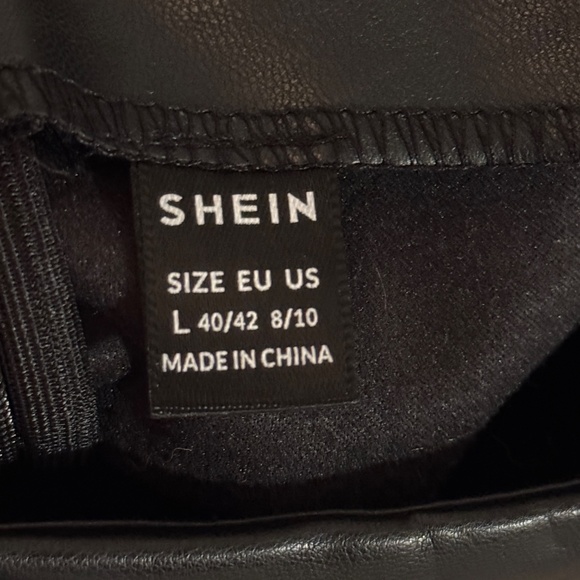 SHEIN
SIZE EU US
L 40/42 8/10
MADE IN CHINA